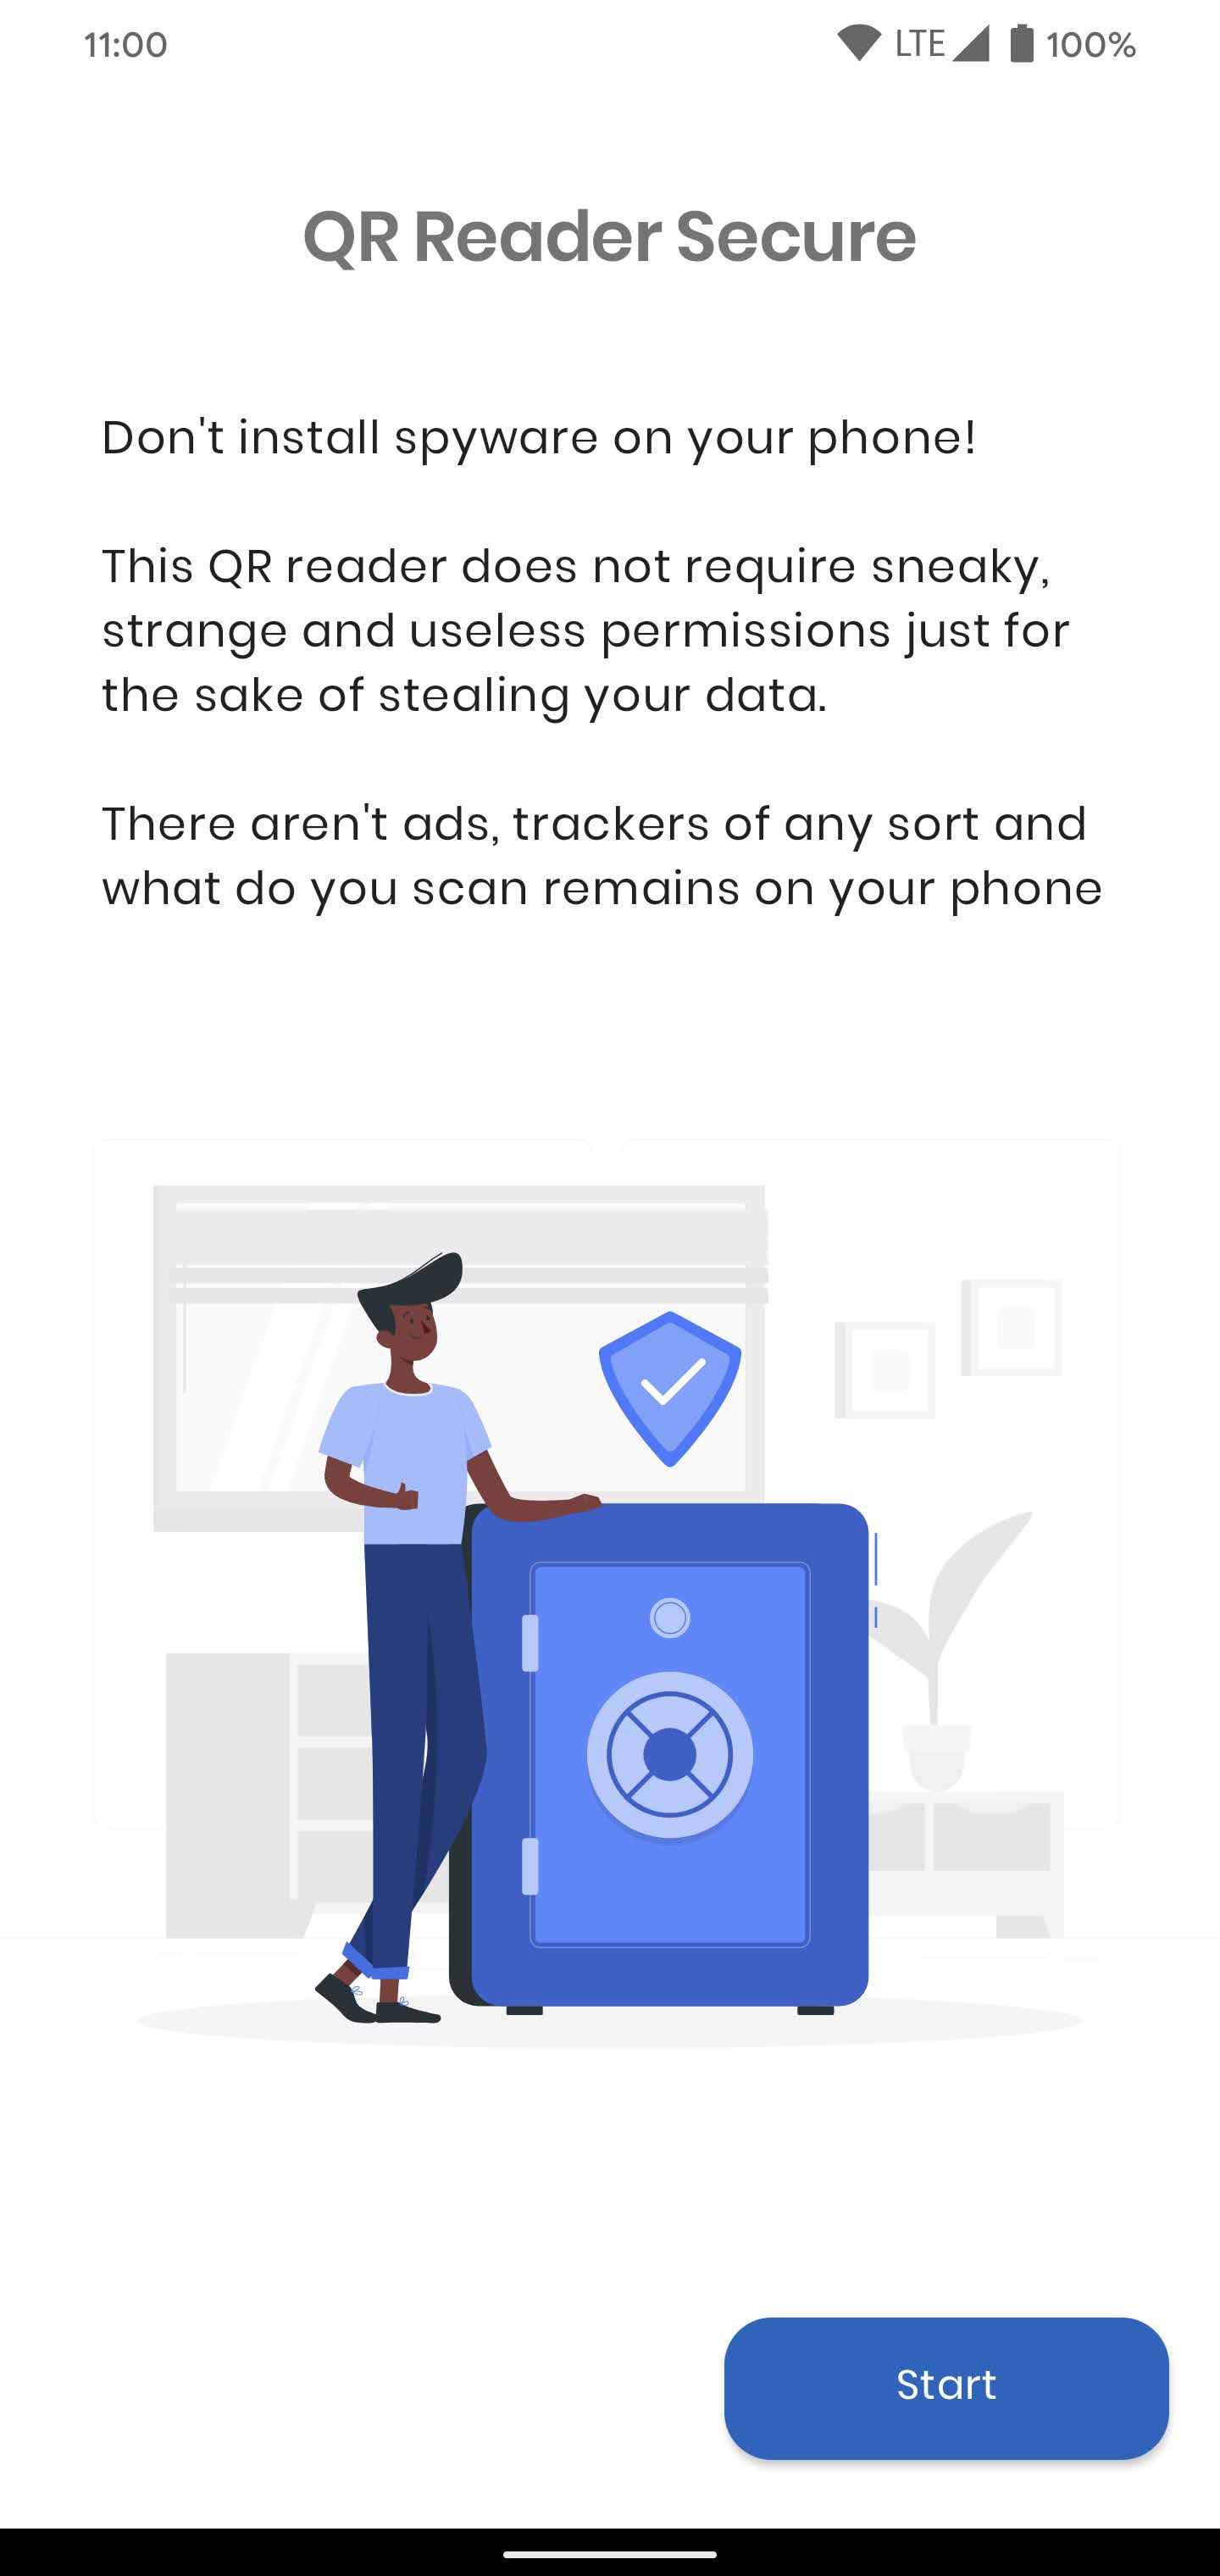 11:00 LTE 100%
QR Reader Secure
Don't install spyware on your phone!
This QR reader does not require sneaky,
strange and useless permissions just for
the sake of stealing your data.
There aren't ads, trackers of any sort and
what do you scan remains on your phone
Start